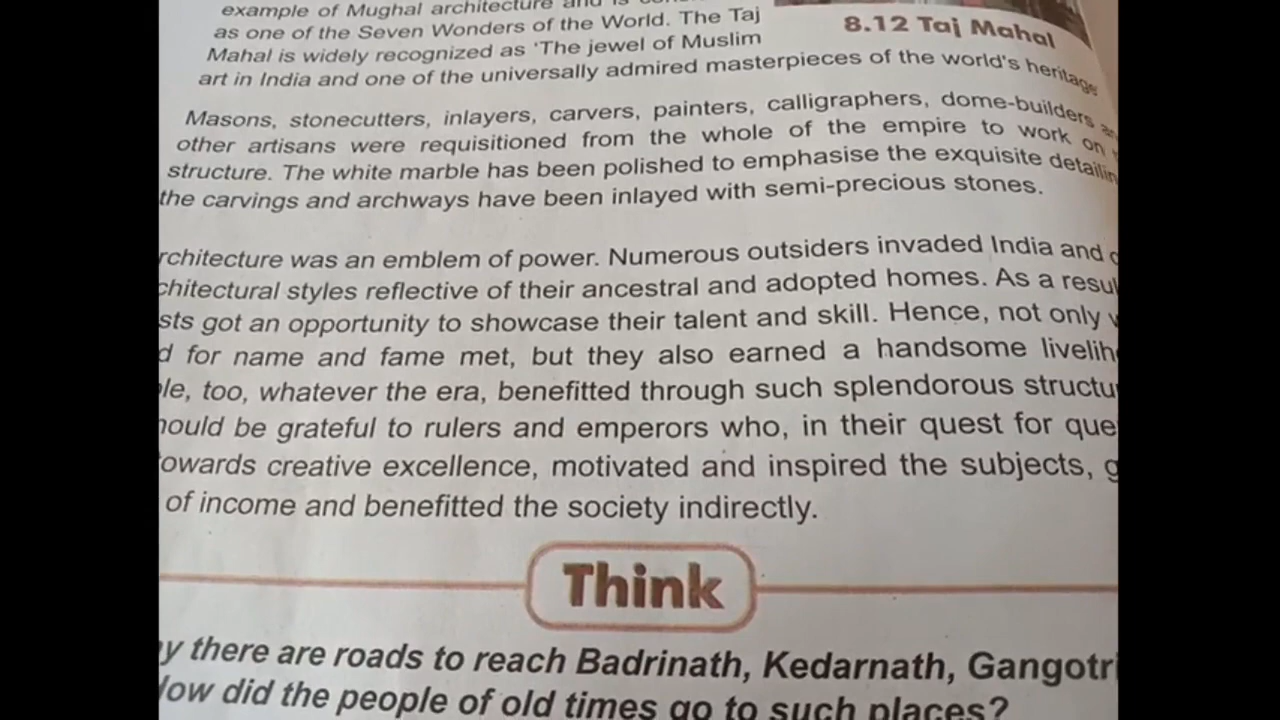 example of Mughal architecture and is
as one of the Seven Wonders of the World. The Taj
8.12 Taj Mahal
Mahal is widely recognized as 'The jewel of Muslim
art in India and one of the universally admired masterpieces of the world's heritage
Masons, stonecutters, inlayers, carvers, painters, calligraphers, dome-builders
other artisans were requisitioned from the whole of the empire to work on
structure. The white marble has been polished to emphasise the exquisite detailin
the carvings and archways have been inlayed with semi-precious stones.
rchitecture was an emblem of power. Numerous outsiders invaded India and
chitectural styles reflective of their ancestral and adopted homes. As a resul
sts got an opportunity to showcase their talent and skill. Hence, not only
d for name and fame met, but they also earned a handsome livelih
le, too, whatever the era, benefitted through such splendorous structu
hould be grateful to rulers and emperors who, in their quest for que
owards creative excellence, motivated and inspired the subjects, g
of income and benefitted the society indirectly.
Think
y there are roads to reach Badrinath, Kedarnath, Gangotri
How did the people of old times go to such places?